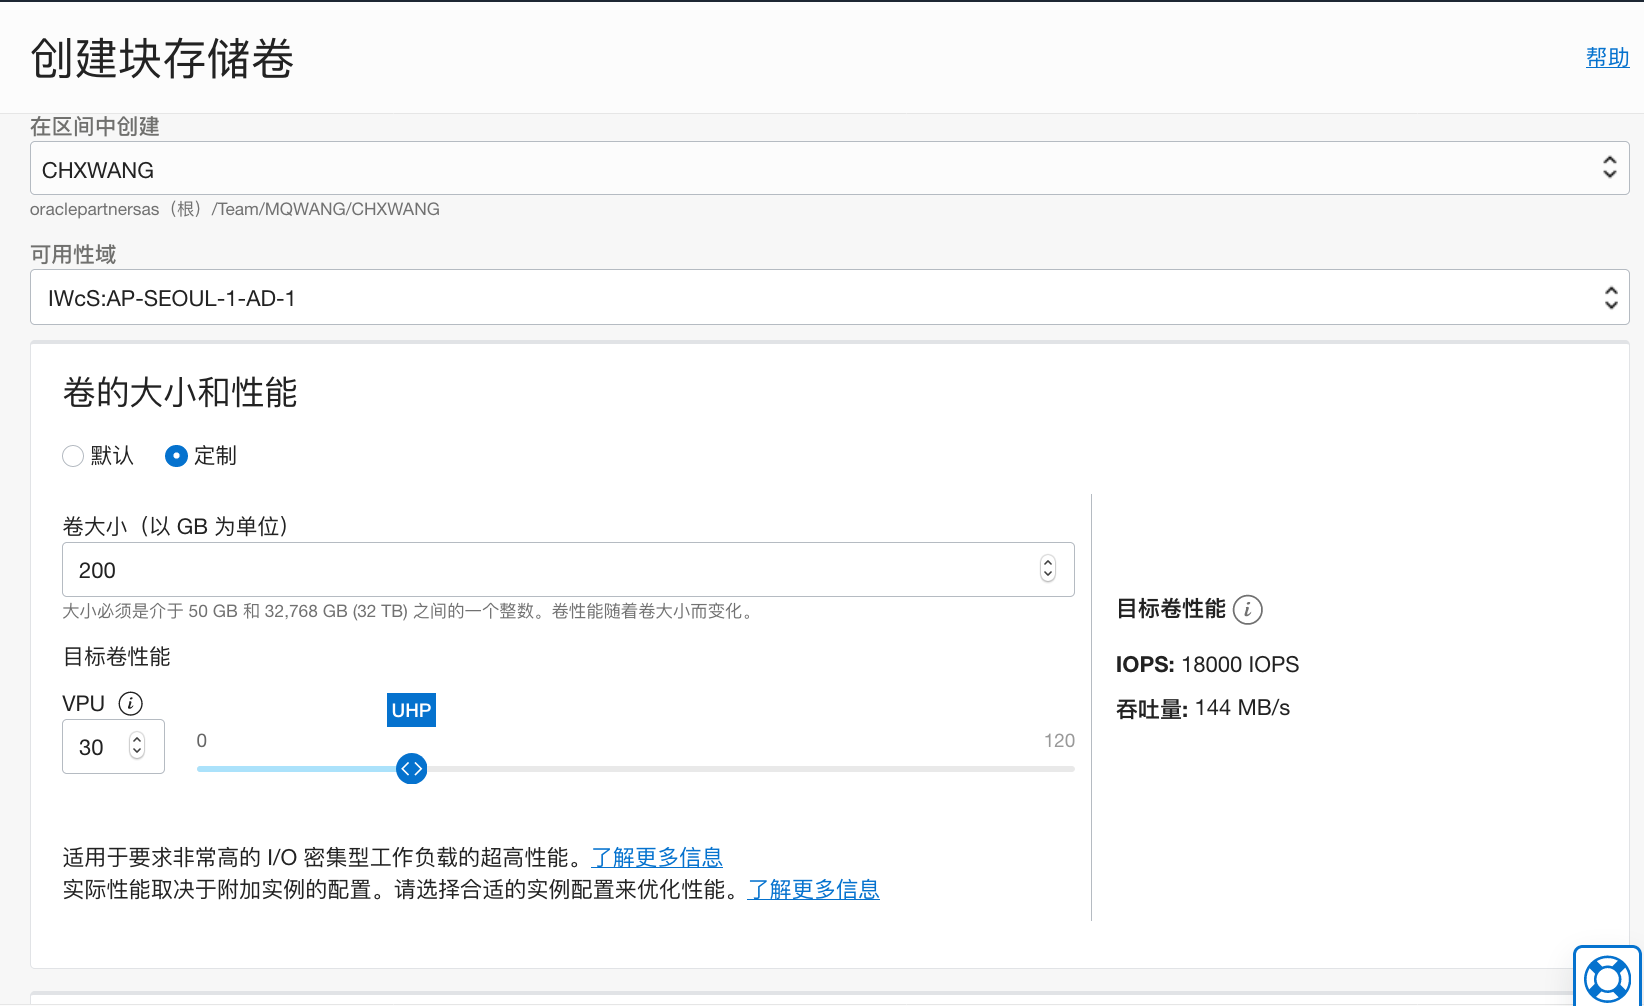 创建块存储卷
帮助
在区间中创建
CHXWANG
oraclepartnersas（根）/Team/MQWANG/CHXWANG
可用性域
IWcS:AP-SEOUL-1-AD-1
卷的大小和性能
默认 定制
卷大小（以 GB 为单位）
200
大小必须是介于 50 GB 和 32,768 GB (32 TB) 之间的一个整数。卷性能随着卷大小而变化。
目标卷性能
VPU
30
UHP
0
120
适用于要求非常高的 I/O 密集型工作负载的超高性能。了解更多信息
实际性能取决于附加实例的配置。请选择合适的实例配置来优化性能。了解更多信息
目标卷性能
IOPS: 18000 IOPS
吞吐量: 144 MB/s